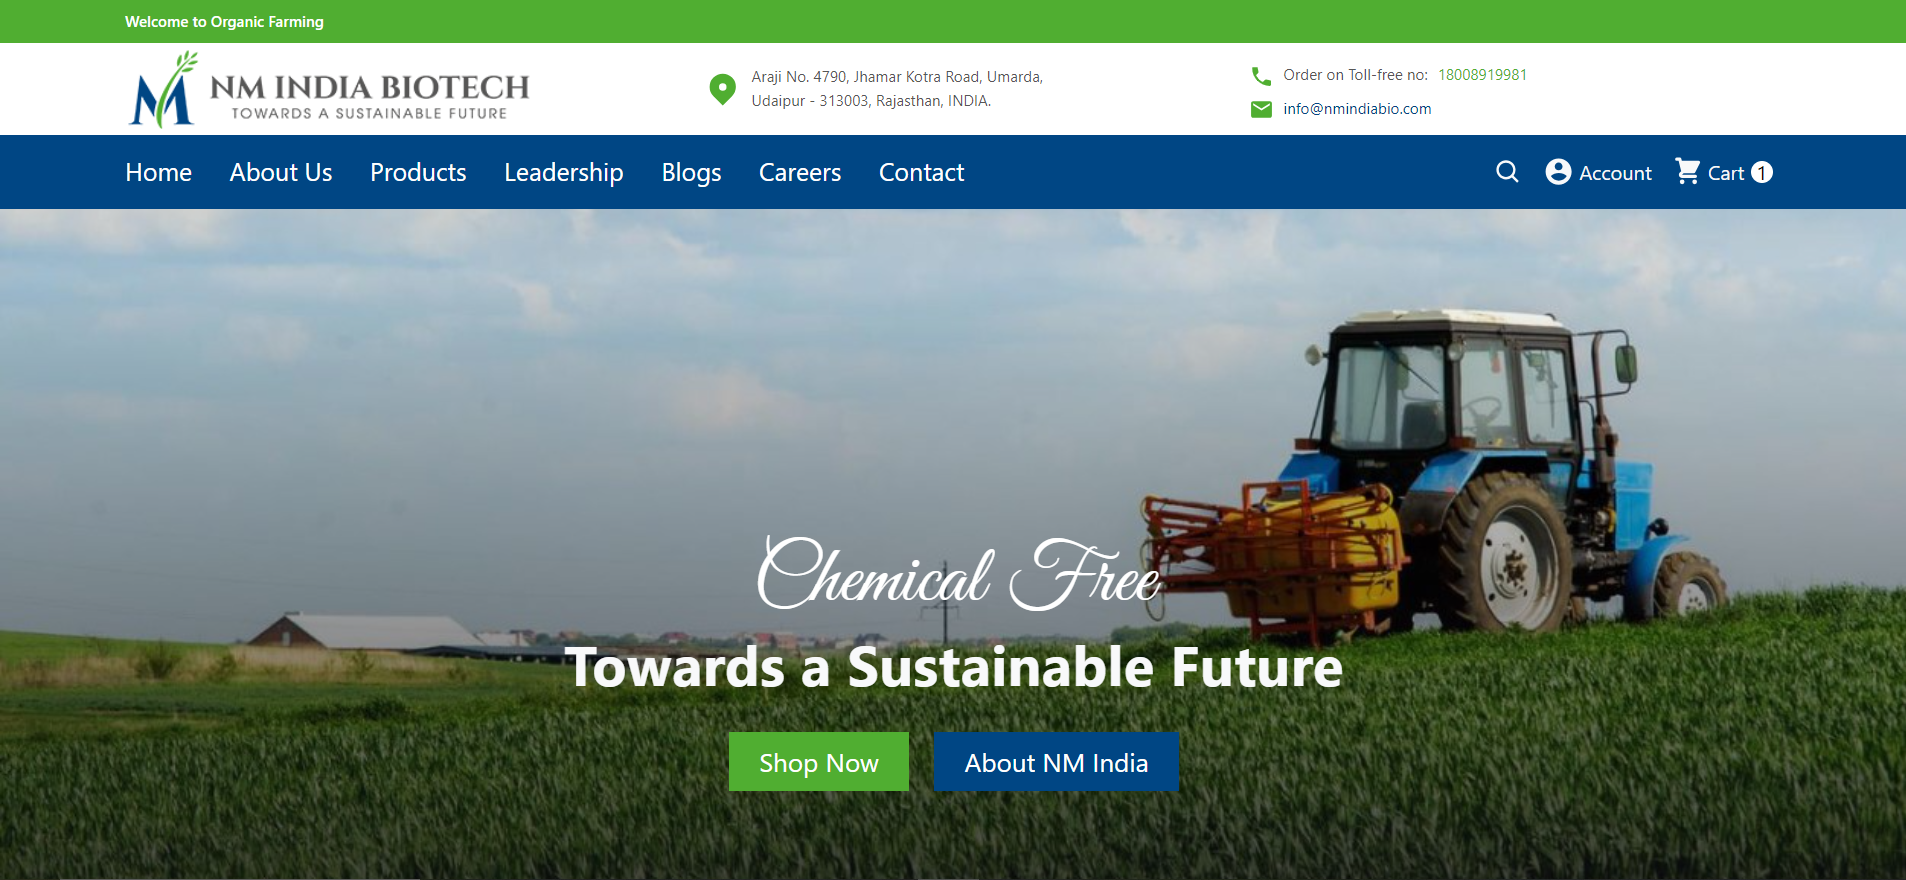 Welcome to Organic Farming
NM INDIA BIOTECH
TOWARDS A SUSTAINABLE FUTURE
Araji No. 4790, Jhamar Kotra Road, Umarda,
Udaipur - 313003, Rajasthan, INDIA.
Order on Toll-free no: 18008919981
info@nmindiabio.com
Home About Us Products Leadership Blogs Careers Contact Account Cart 1
Chemical Free
Towards a Sustainable Future
Shop Now About NM India